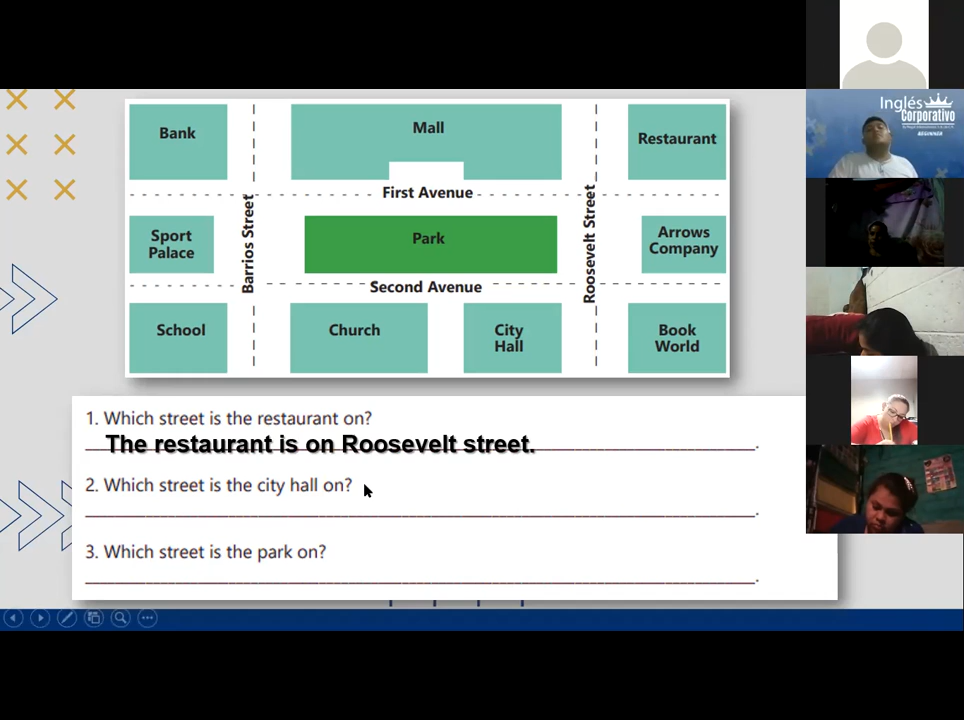 Bank
Mall
Restaurant
First Avenue
Barrios Street
Roosevelt Street
Sport
Palace
Park
Arrows
Company
Second Avenue
School
Church
City
Hall
Book
World
1. Which street is the restaurant on?
The restaurant is on Roosevelt street.
2. Which street is the city hall on?
3. Which street is the park on?
Inglés
Corporativo
BEGINNER